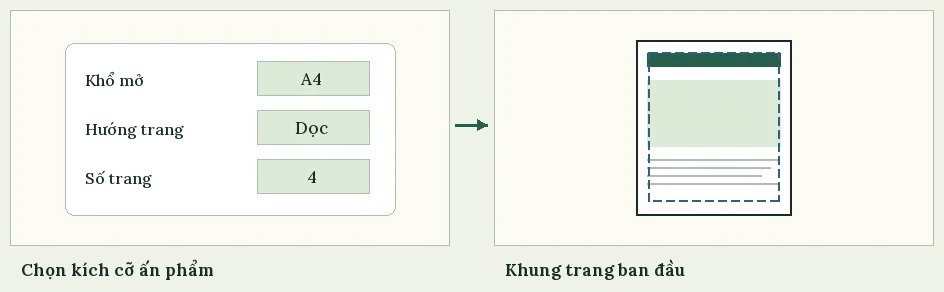 Khổ mở
A4
Hướng trang
Dọc
Số trang
4
Chọn kích cỡ ấn phẩm
Khung trang ban đầu